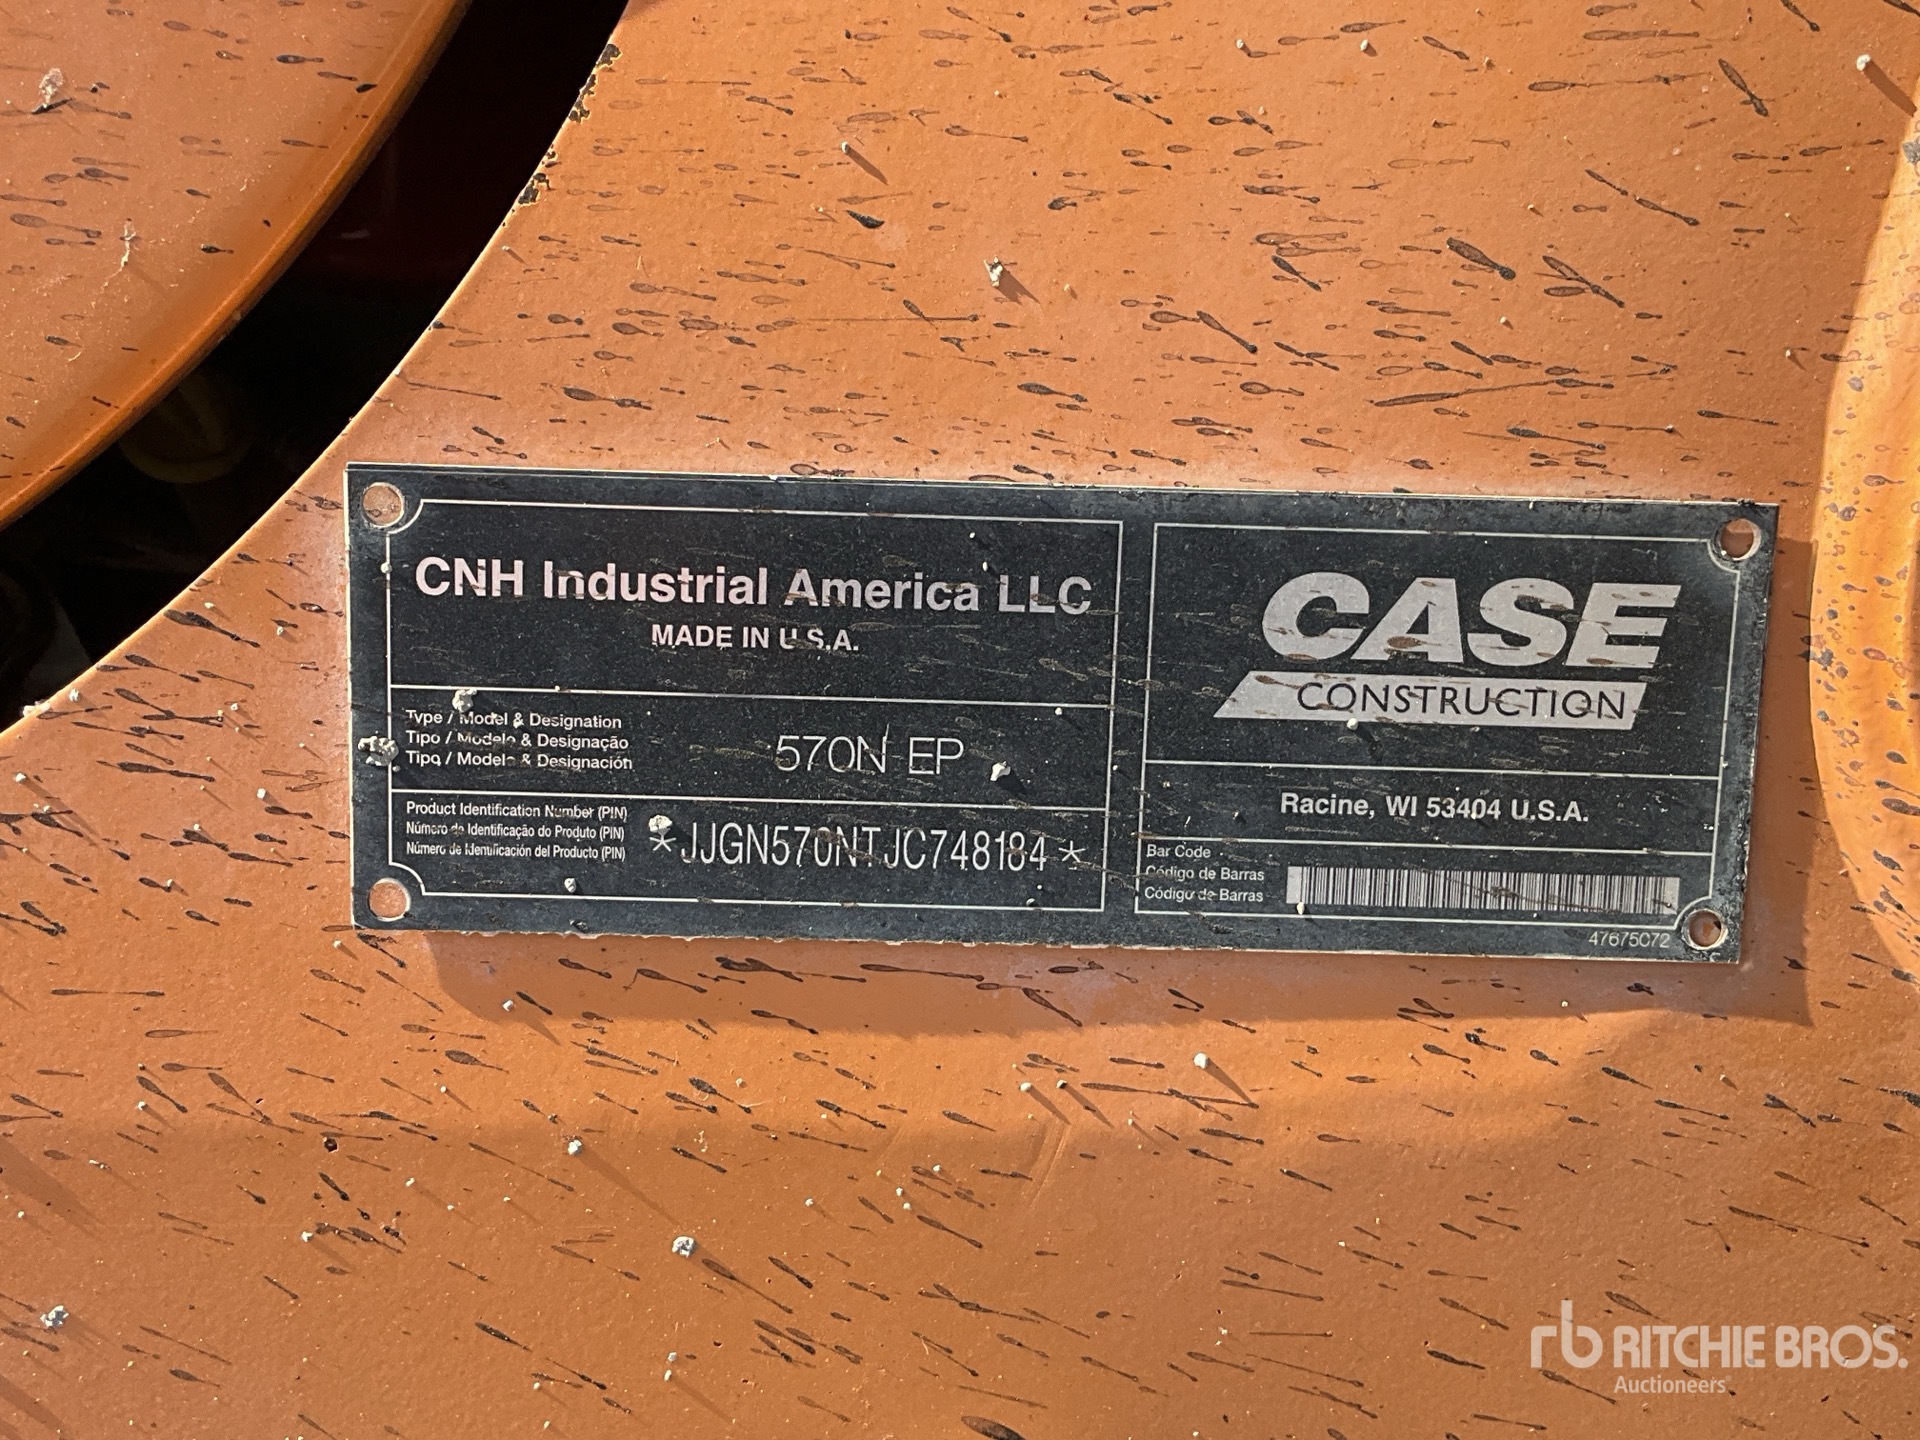 CNH Industrial America LLC
MADE IN U.S.A.
Type / Model & Designation
Tipo / Modelo & Designação
Tipo / Modelo & Designación
570N EP
Product Identification Number (PIN)
Número de Identificação do Produto (PIN)
Número de Identificación del Producto (PIN)
*JJGN570NTJC748184*
CASE
CONSTRUCTION
Racine, WI 53404 U.S.A.
Bar Code
Código de Barras
Código de Barras
47675072
rb RITCHIE BROS.
Auctioneers